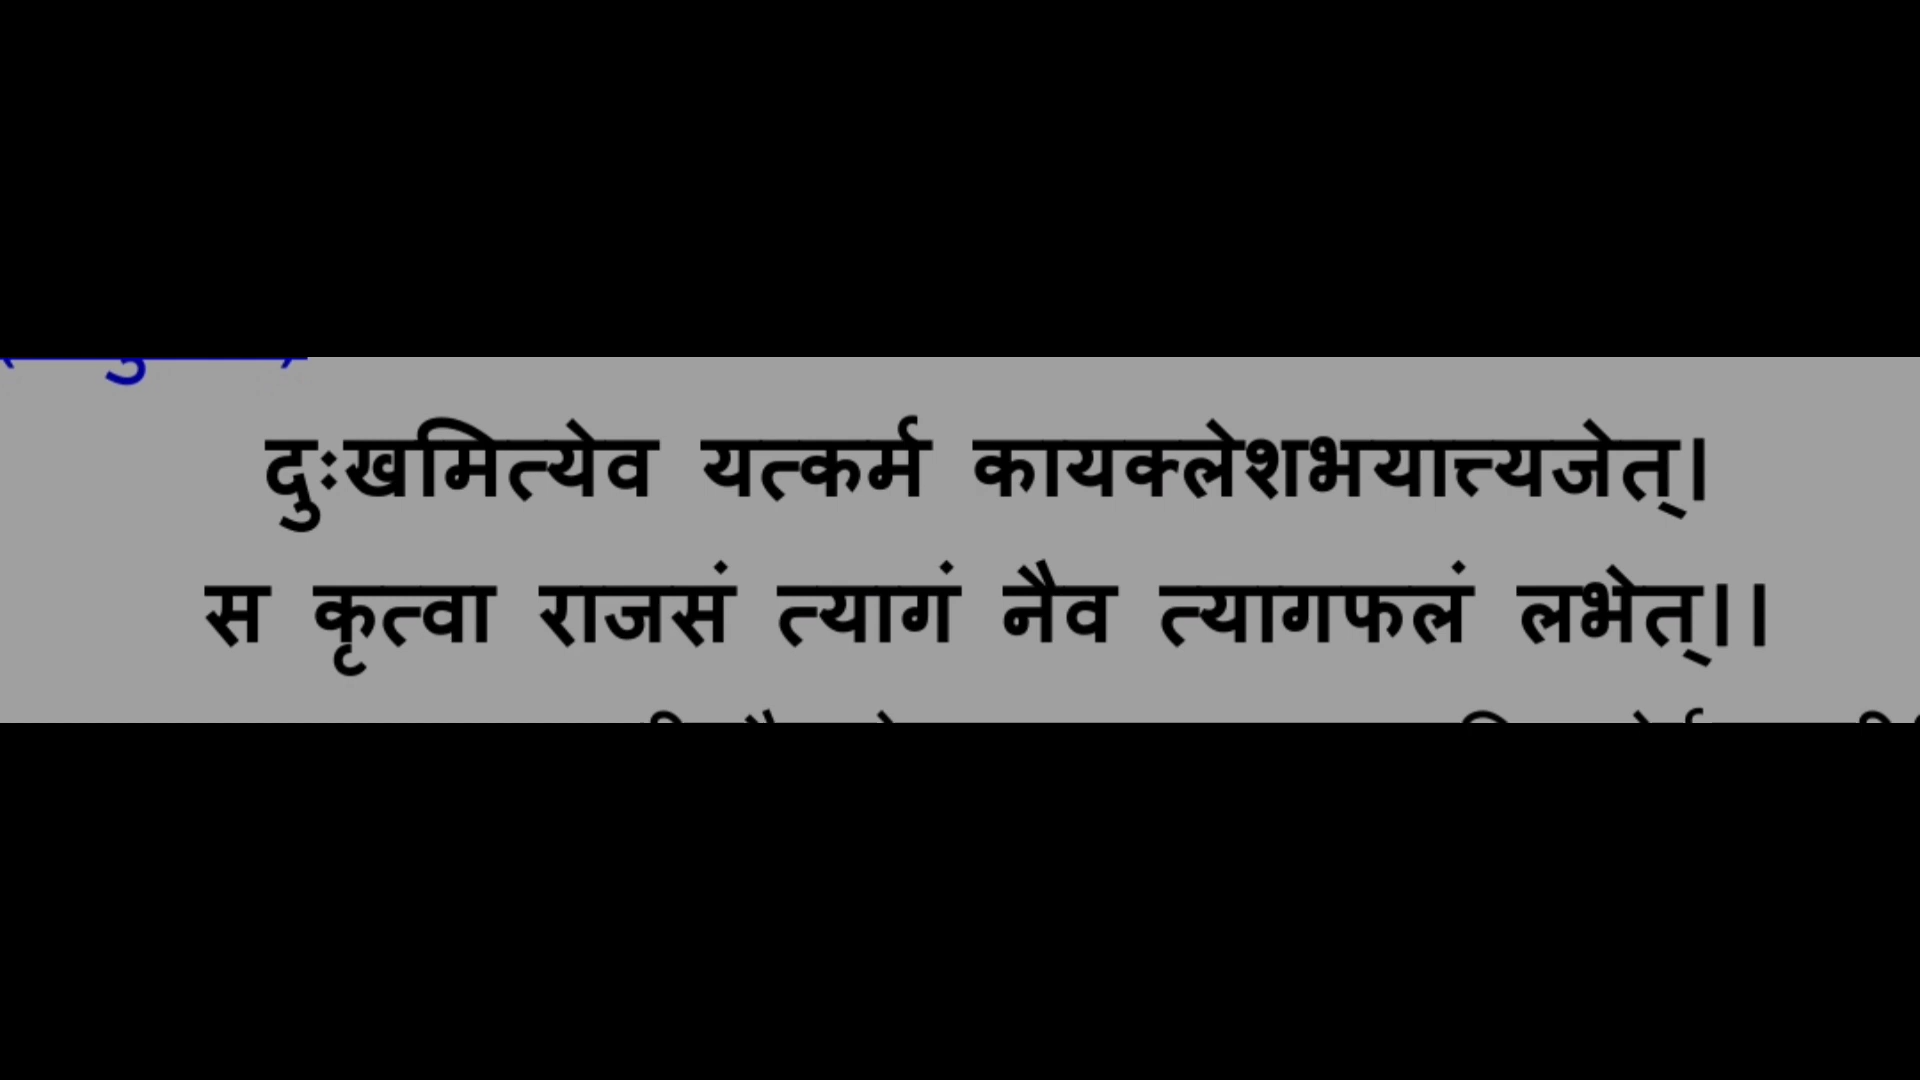 दुःखमित्येव यत्कर्म कायक्लेशभयात्त्यजेत्।
स कृत्वा राजसं त्यागं नैव त्यागफलं लभेत्।।